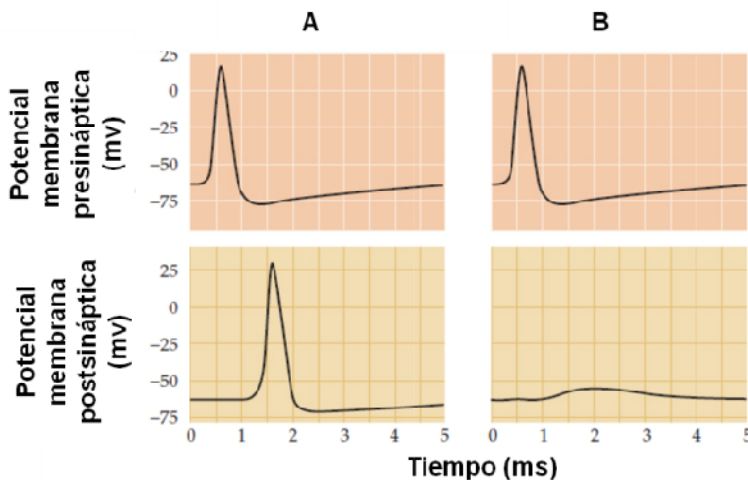 A
B
Potencial
membrana
presináptica
(mv)
25
0
−25
−50
−75
Potencial
membrana
postsináptica
(mv)
25
0
−25
−50
−75
0 1 2 3 4 5
0 1 2 3 4 5
Tiempo (ms)